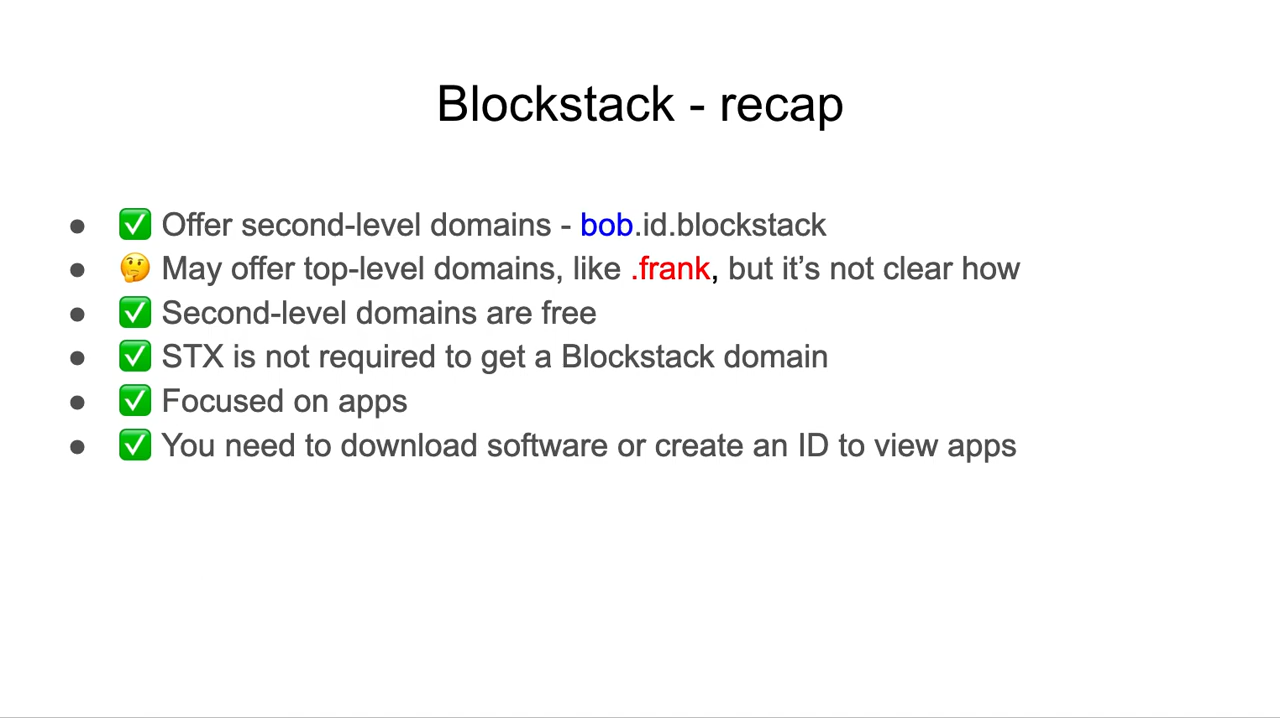 Blockstack - recap
● ✅ Offer second-level domains - bob.id.blockstack
● 🤔 May offer top-level domains, like .frank, but it’s not clear how
● ✅ Second-level domains are free
● ✅ STX is not required to get a Blockstack domain
● ✅ Focused on apps
● ✅ You need to download software or create an ID to view apps